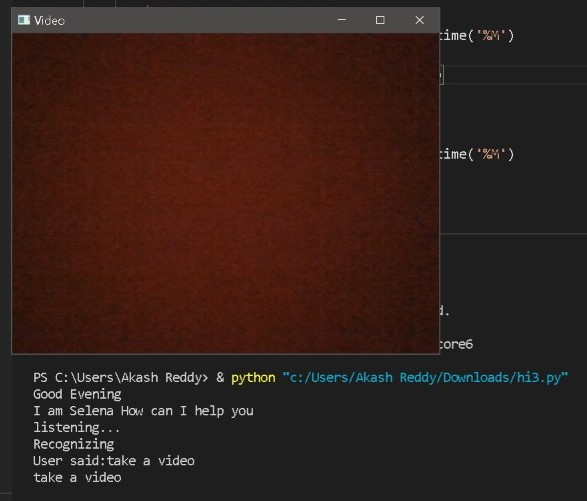 Video
time('%M')
time('%M')
d.
core6
PS C:\Users\Akash Reddy> & python "c:/Users/Akash Reddy/Downloads/hi3.py"
Good Evening
I am Selena How can I help you
listening...
Recognizing
User said:take a video
take a video